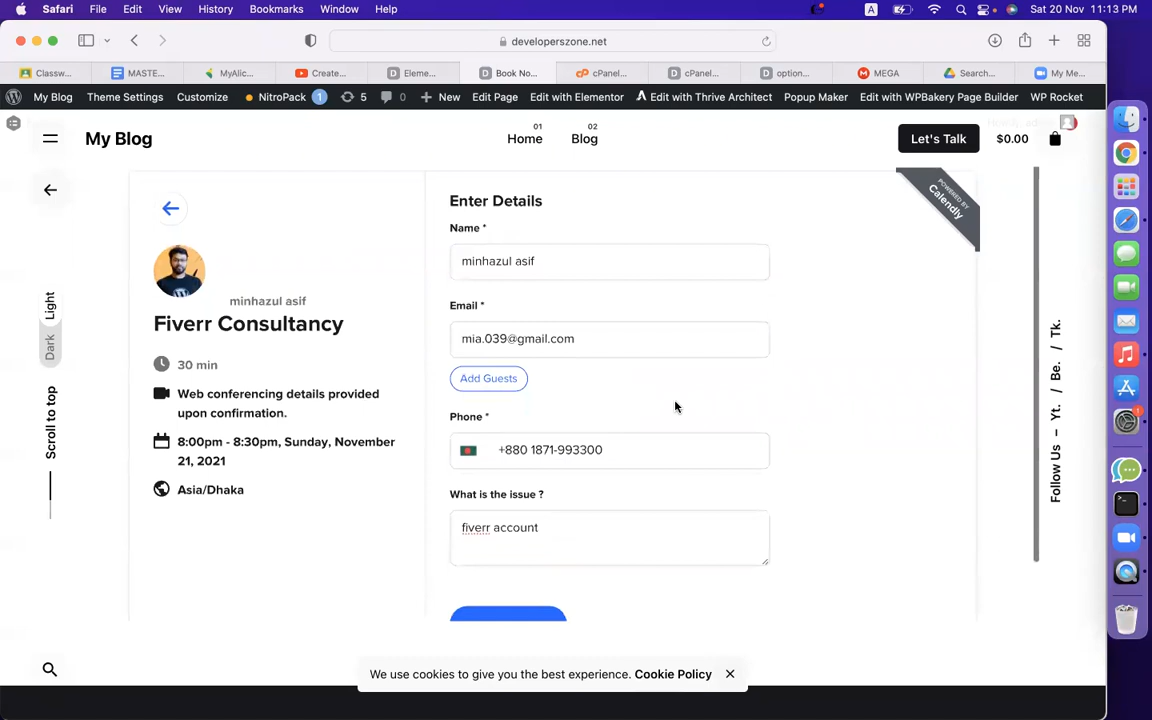 Safari File Edit View History Bookmarks Window Help A Sat 20 Nov 11:13 PM
developerszone.net
Classw... MASTE... MyAlic... Create... Eleme... Book No... cPanel... cPanel... option... MEGA Search... My Me...
My Blog Theme Settings Customize NitroPack 1 5 0 New Edit Page Edit with Elementor Edit with Thrive Architect Popup Maker Edit with WPBakery Page Builder WP Rocket
My Blog
01
Home
02
Blog
Let's Talk $0.00
POWERED BY
Calendly
minhazul asif
Fiverr Consultancy
30 min
Web conferencing details provided
upon confirmation.
8:00pm - 8:30pm, Sunday, November
21, 2021
Asia/Dhaka
Enter Details
Name *
minhazul asif
Email *
mia.039@gmail.com
Add Guests
Phone *
+880 1871-993300
What is the issue ?
fiverr account
Light
Dark
Scroll to top
Follow Us – Yt. / Be. / Tk.
We use cookies to give you the best experience. Cookie Policy
1